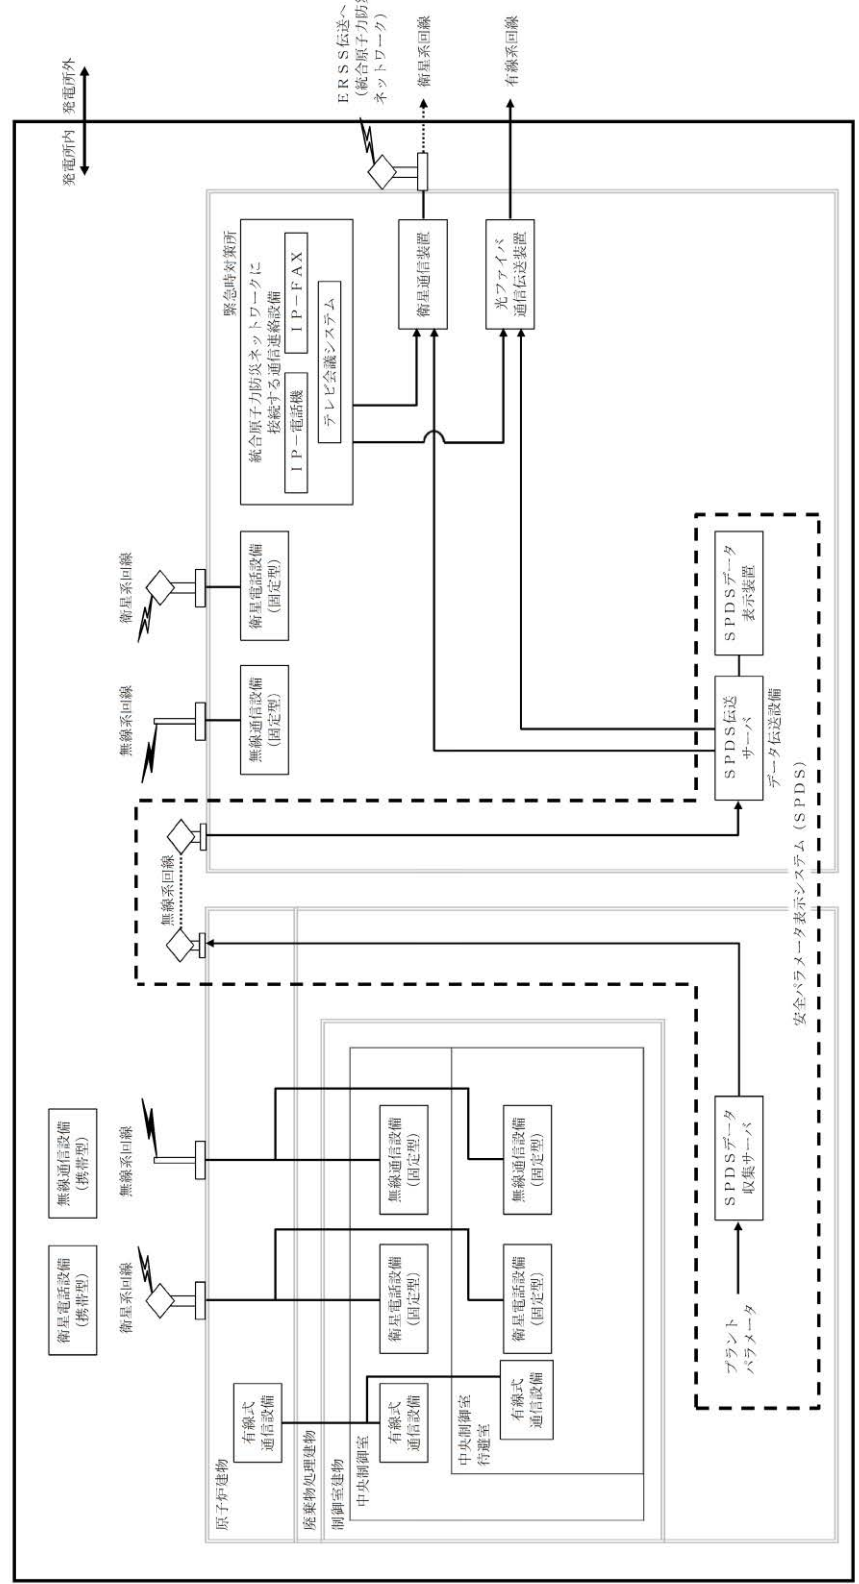 発電所内
発電所外
ERSS伝送へ
(統合原子力防災
ネットワーク)
衛星系回線
有線系回線
無線通信設備
(携帯型)
衛星電話設備
(携帯型)
無線系回線
衛星系回線
無線系回線
無線系回線
衛星系回線
原子炉建物
廃棄物処理建物
制御室建物
中央制御室
中央制御室
待避室
有線式
通信設備
有線式
通信設備
有線式
通信設備
衛星電話設備
(固定型)
衛星電話設備
(固定型)
無線通信設備
(固定型)
無線通信設備
(固定型)
プラント
パラメータ
SPDSデータ
収集サーバ
安全パラメータ表示システム(SPDS)
無線通信設備
(固定型)
衛星電話設備
(固定型)
緊急時対策所
統合原子力防災ネットワークに
接続する通信連絡設備
IP-電話機
IP-FAX
テレビ会議システム
衛星通信装置
光ファイバ
通信伝送装置
SPDS伝送
サーバ
データ伝送設備
SPDSデータ
表示装置